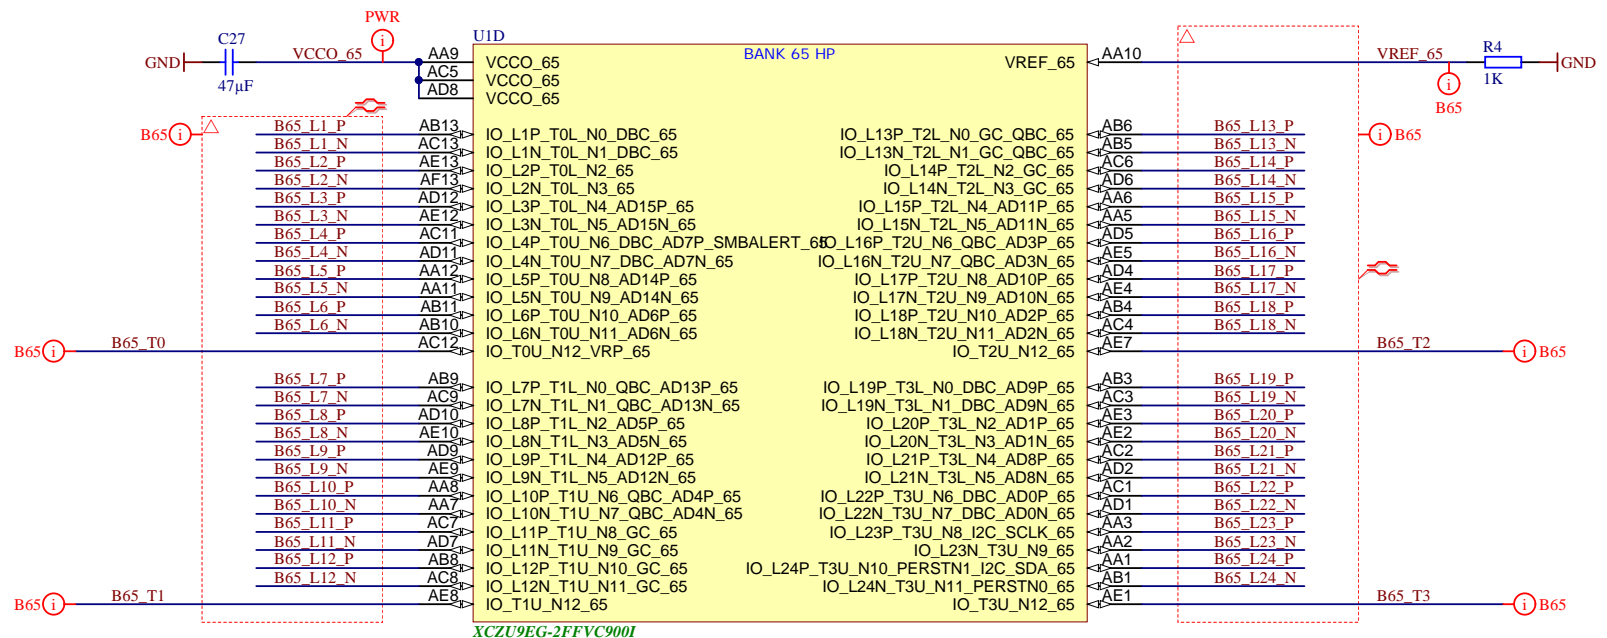 PWR
C27
U1D
BANK 65 HP
GND
VCCO_65
47µF
AA9 VCCO_65
AC5 VCCO_65
AD8 VCCO_65
VREF_65 AA10 VREF_65
R4
1K
GND
B65
B65
B65
B65_L1_P AB13 IO_L1P_T0L_N0_DBC_65
B65_L1_N AC13 IO_L1N_T0L_N1_DBC_65
B65_L2_P AE13 IO_L2P_T0L_N2_65
B65_L2_N AF13 IO_L2N_T0L_N3_65
B65_L3_P AD12 IO_L3P_T0L_N4_AD15P_65
B65_L3_N AE12 IO_L3N_T0L_N5_AD15N_65
B65_L4_P AC11 IO_L4P_T0U_N6_DBC_AD7P_SMBALERT_65
B65_L4_N AD11 IO_L4N_T0U_N7_DBC_AD7N_65
B65_L5_P AA12 IO_L5P_T0U_N8_AD14P_65
B65_L5_N AA11 IO_L5N_T0U_N9_AD14N_65
B65_L6_P AB11 IO_L6P_T0U_N10_AD6P_65
B65_L6_N AB10 IO_L6N_T0U_N11_AD6N_65
B65 B65_T0 AC12 IO_T0U_N12_VRP_65
B65_L7_P AB9 IO_L7P_T1L_N0_QBC_AD13P_65
B65_L7_N AC9 IO_L7N_T1L_N1_QBC_AD13N_65
B65_L8_P AD10 IO_L8P_T1L_N2_AD5P_65
B65_L8_N AE10 IO_L8N_T1L_N3_AD5N_65
B65_L9_P AD9 IO_L9P_T1L_N4_AD12P_65
B65_L9_N AE9 IO_L9N_T1L_N5_AD12N_65
B65_L10_P AA8 IO_L10P_T1U_N6_QBC_AD4P_65
B65_L10_N AA7 IO_L10N_T1U_N7_QBC_AD4N_65
B65_L11_P AC7 IO_L11P_T1U_N8_GC_65
B65_L11_N AD7 IO_L11N_T1U_N9_GC_65
B65_L12_P AB8 IO_L12P_T1U_N10_GC_65
B65_L12_N AC8 IO_L12N_T1U_N11_GC_65
B65 B65_T1 AE8 IO_T1U_N12_65
IO_L13P_T2L_N0_GC_QBC_65 AB6 B65_L13_P
IO_L13N_T2L_N1_GC_QBC_65 AB5 B65_L13_N
IO_L14P_T2L_N2_GC_65 AC6 B65_L14_P
IO_L14N_T2L_N3_GC_65 AD6 B65_L14_N
IO_L15P_T2L_N4_AD11P_65 AA6 B65_L15_P
IO_L15N_T2L_N5_AD11N_65 AA5 B65_L15_N
IO_L16P_T2U_N6_QBC_AD3P_65 AD5 B65_L16_P
IO_L16N_T2U_N7_QBC_AD3N_65 AE5 B65_L16_N
IO_L17P_T2U_N8_AD10P_65 AD4 B65_L17_P
IO_L17N_T2U_N9_AD10N_65 AE4 B65_L17_N
IO_L18P_T2U_N10_AD2P_65 AB4 B65_L18_P
IO_L18N_T2U_N11_AD2N_65 AC4 B65_L18_N
IO_T2U_N12_65 AE7 B65_T2 B65
IO_L19P_T3L_N0_DBC_AD9P_65 AB3 B65_L19_P
IO_L19N_T3L_N1_DBC_AD9N_65 AC3 B65_L19_N
IO_L20P_T3L_N2_AD1P_65 AE3 B65_L20_P
IO_L20N_T3L_N3_AD1N_65 AE2 B65_L20_N
IO_L21P_T3L_N4_AD8P_65 AC2 B65_L21_P
IO_L21N_T3L_N5_AD8N_65 AD2 B65_L21_N
IO_L22P_T3U_N6_DBC_AD0P_65 AC1 B65_L22_P
IO_L22N_T3U_N7_DBC_AD0N_65 AD1 B65_L22_N
IO_L23P_T3U_N8_I2C_SCLK_65 AA3 B65_L23_P
IO_L23N_T3U_N9_65 AA2 B65_L23_N
IO_L24P_T3U_N10_PERSTN1_I2C_SDA_65 AA1 B65_L24_P
IO_L24N_T3U_N11_PERSTN0_65 AB1 B65_L24_N
IO_T3U_N12_65 AE1 B65_T3 B65
XCZU9EG-2FFVC900I